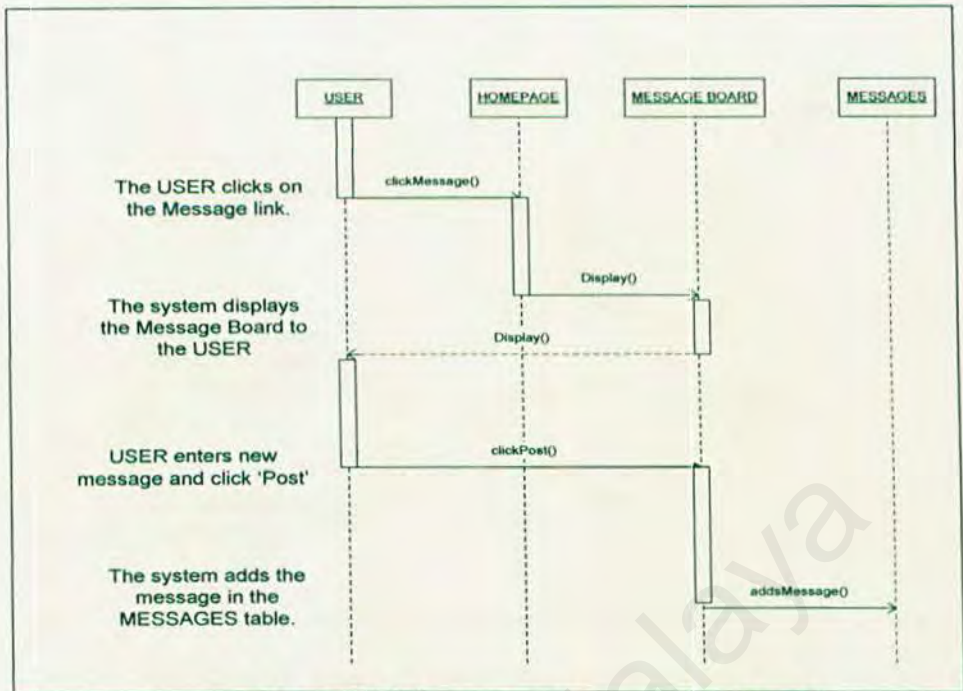 USER
HOMEPAGE
MESSAGE BOARD
MESSAGES
The USER clicks on
the Message link.
clickMessage()
Display()
The system displays
the Message Board to
the USER
Display()
USER enters new
message and click 'Post'
clickPost()
The system adds the
message in the
MESSAGES table.
addsMessage()
alaya